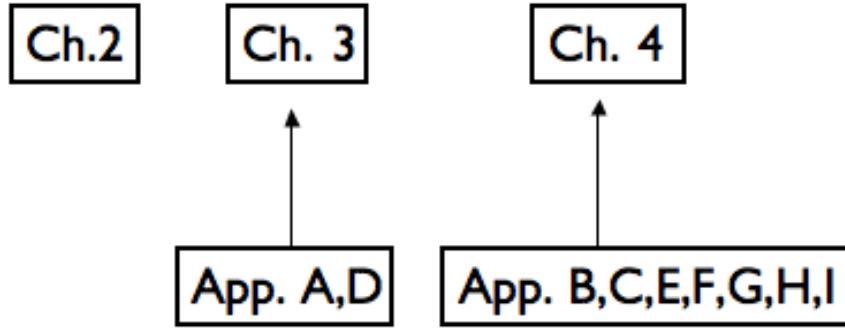 Ch.2
Ch. 3
Ch. 4
App. A,D
App. B,C,E,F,G,H,I